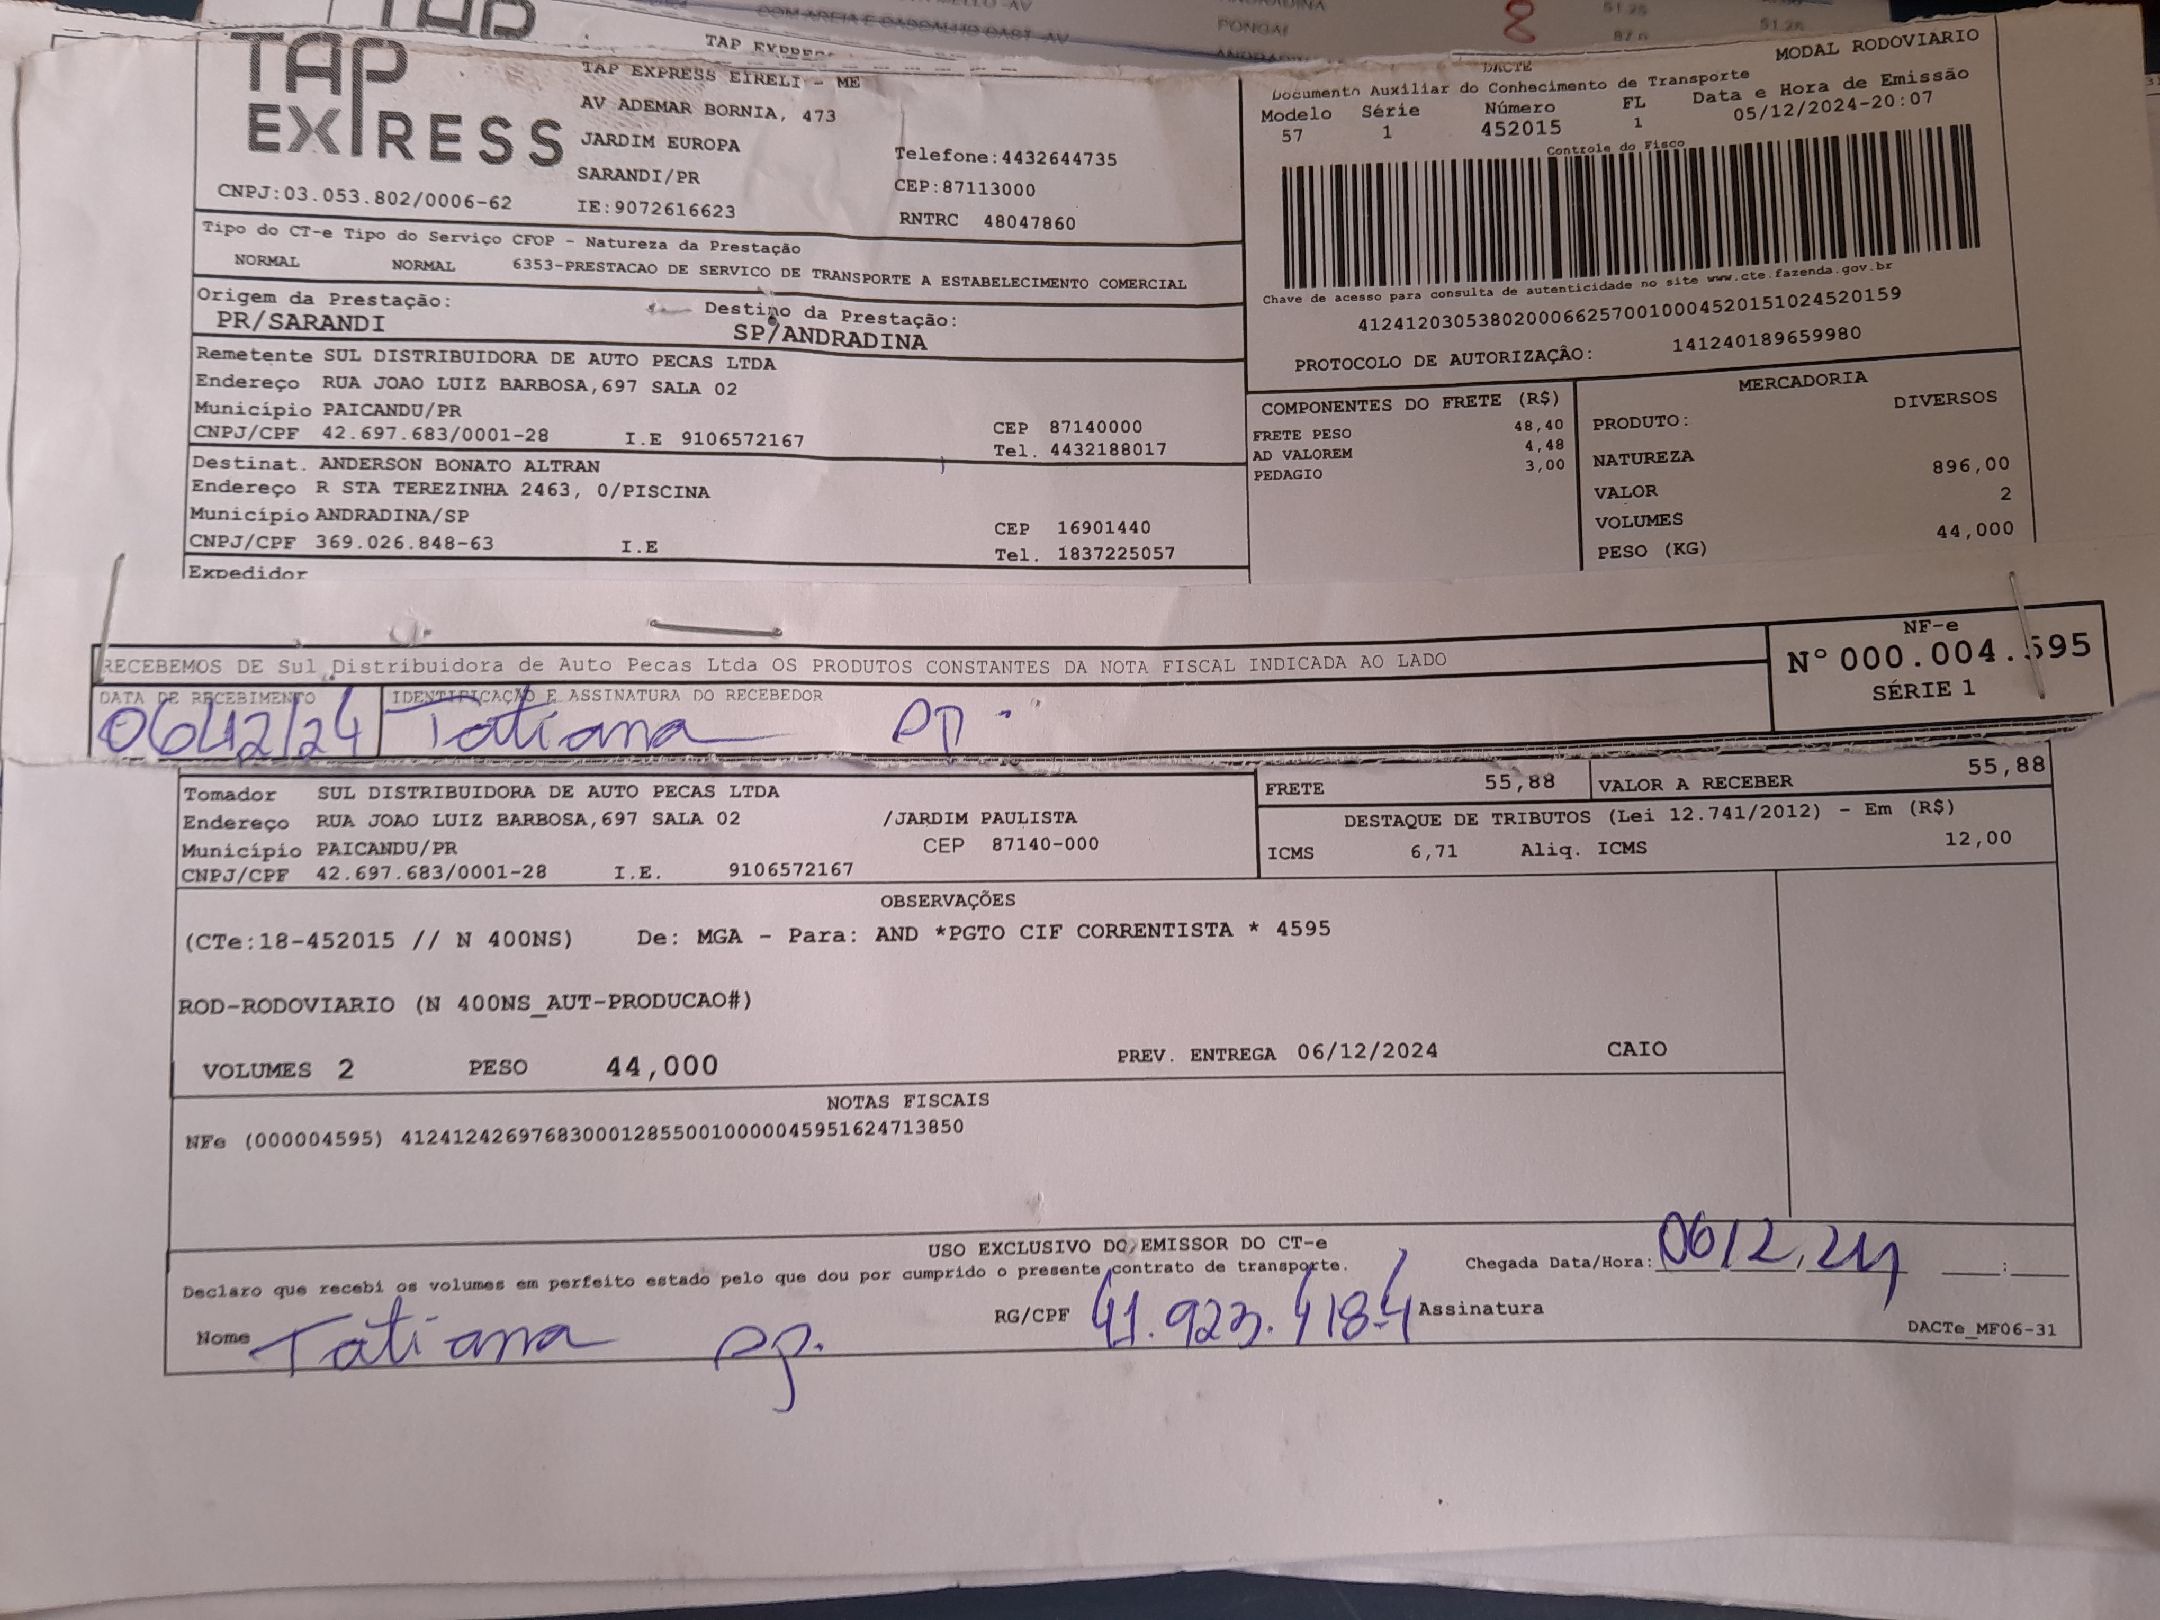 TAP EXPRESS
TAP EXPRESS EIRELI - ME
AV ADEMAR BORNIA, 473
JARDIM EUROPA
SARANDI/PR
CNPJ:03.053.802/0006-62
IE:9072616623
Telefone:4432644735
CEP:87113000
RNTRC 48047860
DACTE
MODAL RODOVIARIO
Documento Auxiliar do Conhecimento de Transporte
Modelo Série Número FL Data e Hora de Emissão
57 1 452015 1 05/12/2024-20:07
Controle do Fisco
Chave de acesso para consulta de autenticidade no site www.cte.fazenda.gov.br
41241203053802000662570010004520151024520159
PROTOCOLO DE AUTORIZAÇÃO: 141240189659980
Tipo do CT-e Tipo do Serviço CFOP - Natureza da Prestação
NORMAL NORMAL 6353-PRESTACAO DE SERVICO DE TRANSPORTE A ESTABELECIMENTO COMERCIAL
Origem da Prestação: Destino da Prestação:
PR/SARANDI SP/ANDRADINA
Remetente SUL DISTRIBUIDORA DE AUTO PECAS LTDA
Endereço RUA JOAO LUIZ BARBOSA,697 SALA 02
Município PAICANDU/PR CEP 87140000
CNPJ/CPF 42.697.683/0001-28 I.E 9106572167 Tel. 4432188017
Destinat. ANDERSON BONATO ALTRAN
Endereço R STA TEREZINHA 2463, 0/PISCINA
Município ANDRADINA/SP CEP 16901440
CNPJ/CPF 369.026.848-63 I.E Tel. 1837225057
Expedidor
COMPONENTES DO FRETE (R$)
FRETE PESO 48,40
AD VALOREM 4,48
PEDAGIO 3,00
MERCADORIA
PRODUTO: DIVERSOS
NATUREZA
VALOR 896,00
VOLUMES 2
PESO (KG) 44,000
RECEBEMOS DE Sul Distribuidora de Auto Pecas Ltda OS PRODUTOS CONSTANTES DA NOTA FISCAL INDICADA AO LADO
DATA DE RECEBIMENTO IDENTIFICAÇÃO E ASSINATURA DO RECEBEDOR
06/12/24 Tatiana
NF-e
Nº 000.004.595
SÉRIE 1
Tomador SUL DISTRIBUIDORA DE AUTO PECAS LTDA
Endereço RUA JOAO LUIZ BARBOSA,697 SALA 02 /JARDIM PAULISTA
Município PAICANDU/PR CEP 87140-000
CNPJ/CPF 42.697.683/0001-28 I.E. 9106572167
FRETE 55,88 VALOR A RECEBER 55,88
DESTAQUE DE TRIBUTOS (Lei 12.741/2012) - Em (R$)
ICMS 6,71 Aliq. ICMS 12,00
OBSERVAÇÕES
(CTe:18-452015 // N 400NS) De: MGA - Para: AND *PGTO CIF CORRENTISTA * 4595
ROD-RODOVIARIO (N 400NS_AUT-PRODUCAO#)
VOLUMES 2 PESO 44,000 PREV. ENTREGA 06/12/2024 CAIO
NOTAS FISCAIS
NFe (000004595) 41241242697683000128550010000045951624713850
USO EXCLUSIVO DO EMISSOR DO CT-e
Declaro que recebi os volumes em perfeito estado pelo que dou por cumprido o presente contrato de transporte.
Chegada Data/Hora: 06/12,24 ____:____
Nome Tatiana RG/CPF 41.923.418-4 Assinatura
DACTe_MF06-31